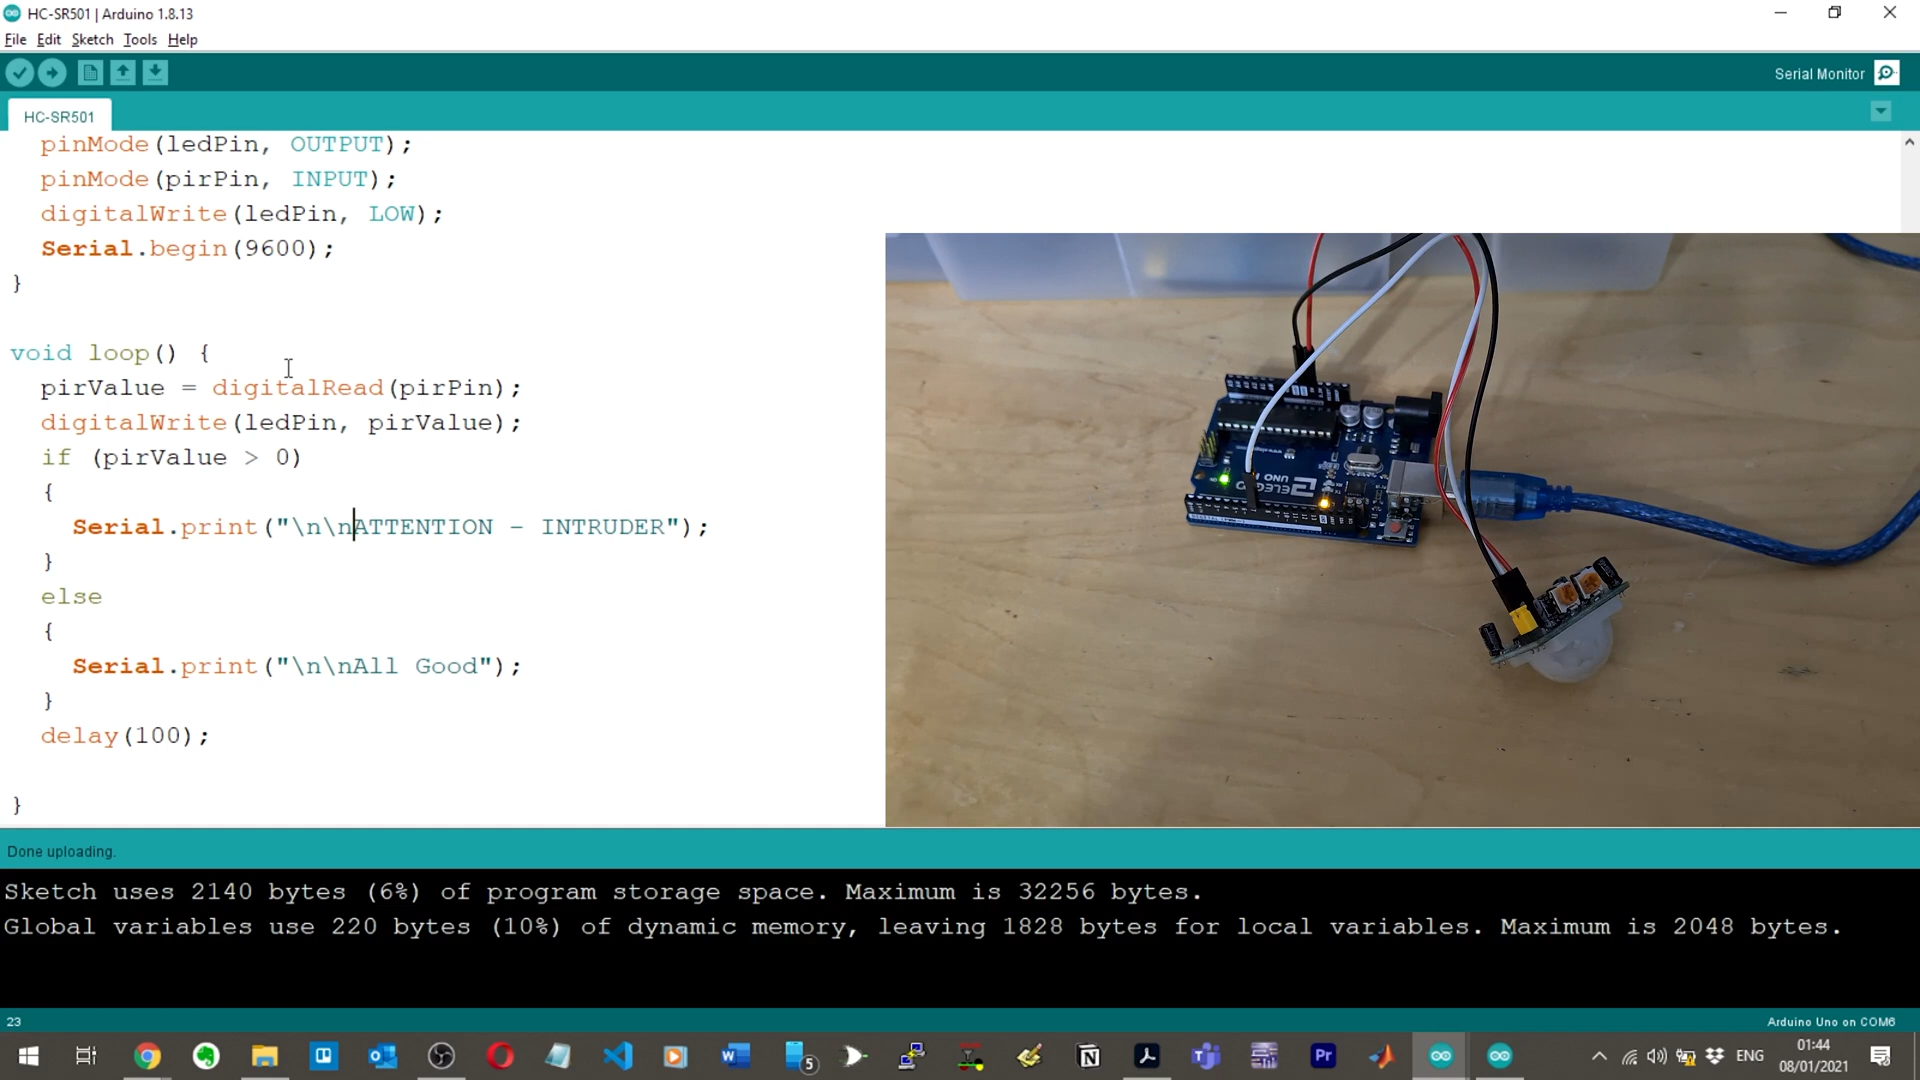 HC-SR501 | Arduino 1.8.13
File Edit Sketch Tools Help
Serial Monitor
HC-SR501
pinMode(ledPin, OUTPUT);
pinMode(pirPin, INPUT);
digitalWrite(ledPin, LOW);
Serial.begin(9600);
}
void loop() {
pirValue = digitalRead(pirPin);
digitalWrite(ledPin, pirValue);
if (pirValue > 0)
{
Serial.print("\n\nATTENTION - INTRUDER");
}
else
{
Serial.print("\n\nAll Good");
}
delay(100);
}
ELEGOO
UNO
Done uploading.
Sketch uses 2140 bytes (6%) of program storage space. Maximum is 32256 bytes.
Global variables use 220 bytes (10%) of dynamic memory, leaving 1828 bytes for local variables. Maximum is 2048 bytes.
23
Arduino Uno on COM6
5
Pr
ENG
01:44
08/01/2021